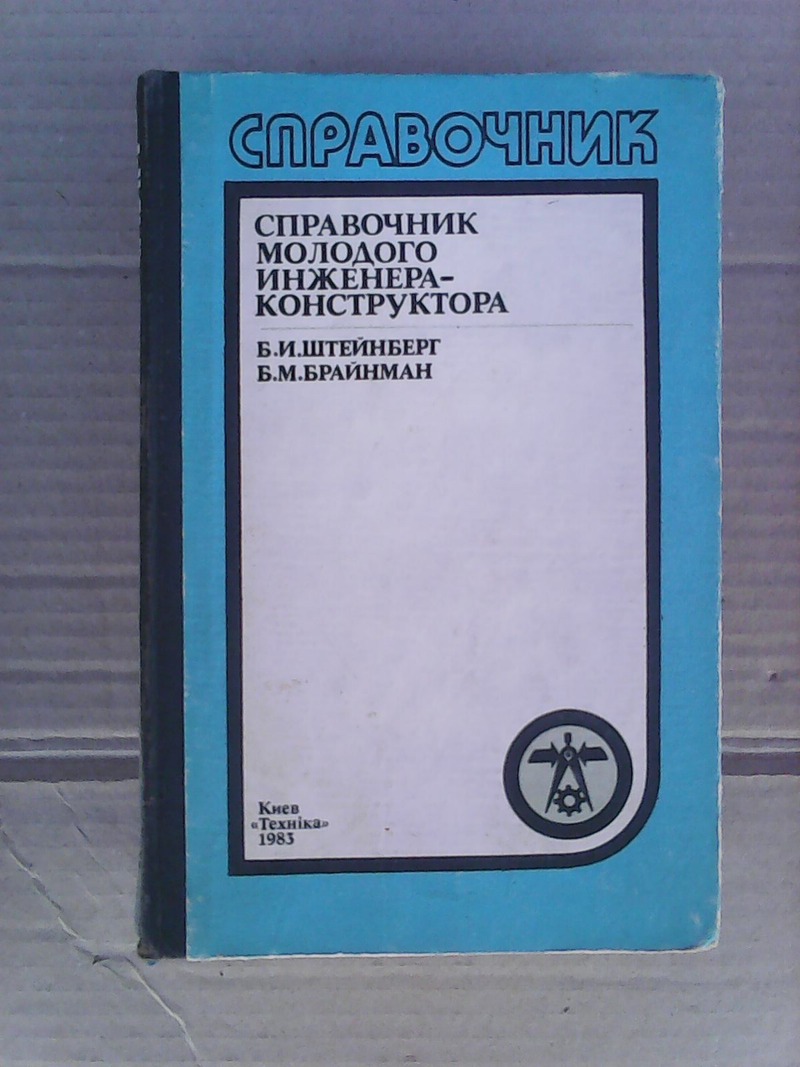 СПРАВОЧНИК
СПРАВОЧНИК
МОЛОДОГО
ИНЖЕНЕРА-
КОНСТРУКТОРА
Б.И.ШТЕЙНБЕРГ
Б.М.БРАЙНМАН
Киев
«Техніка»
1983